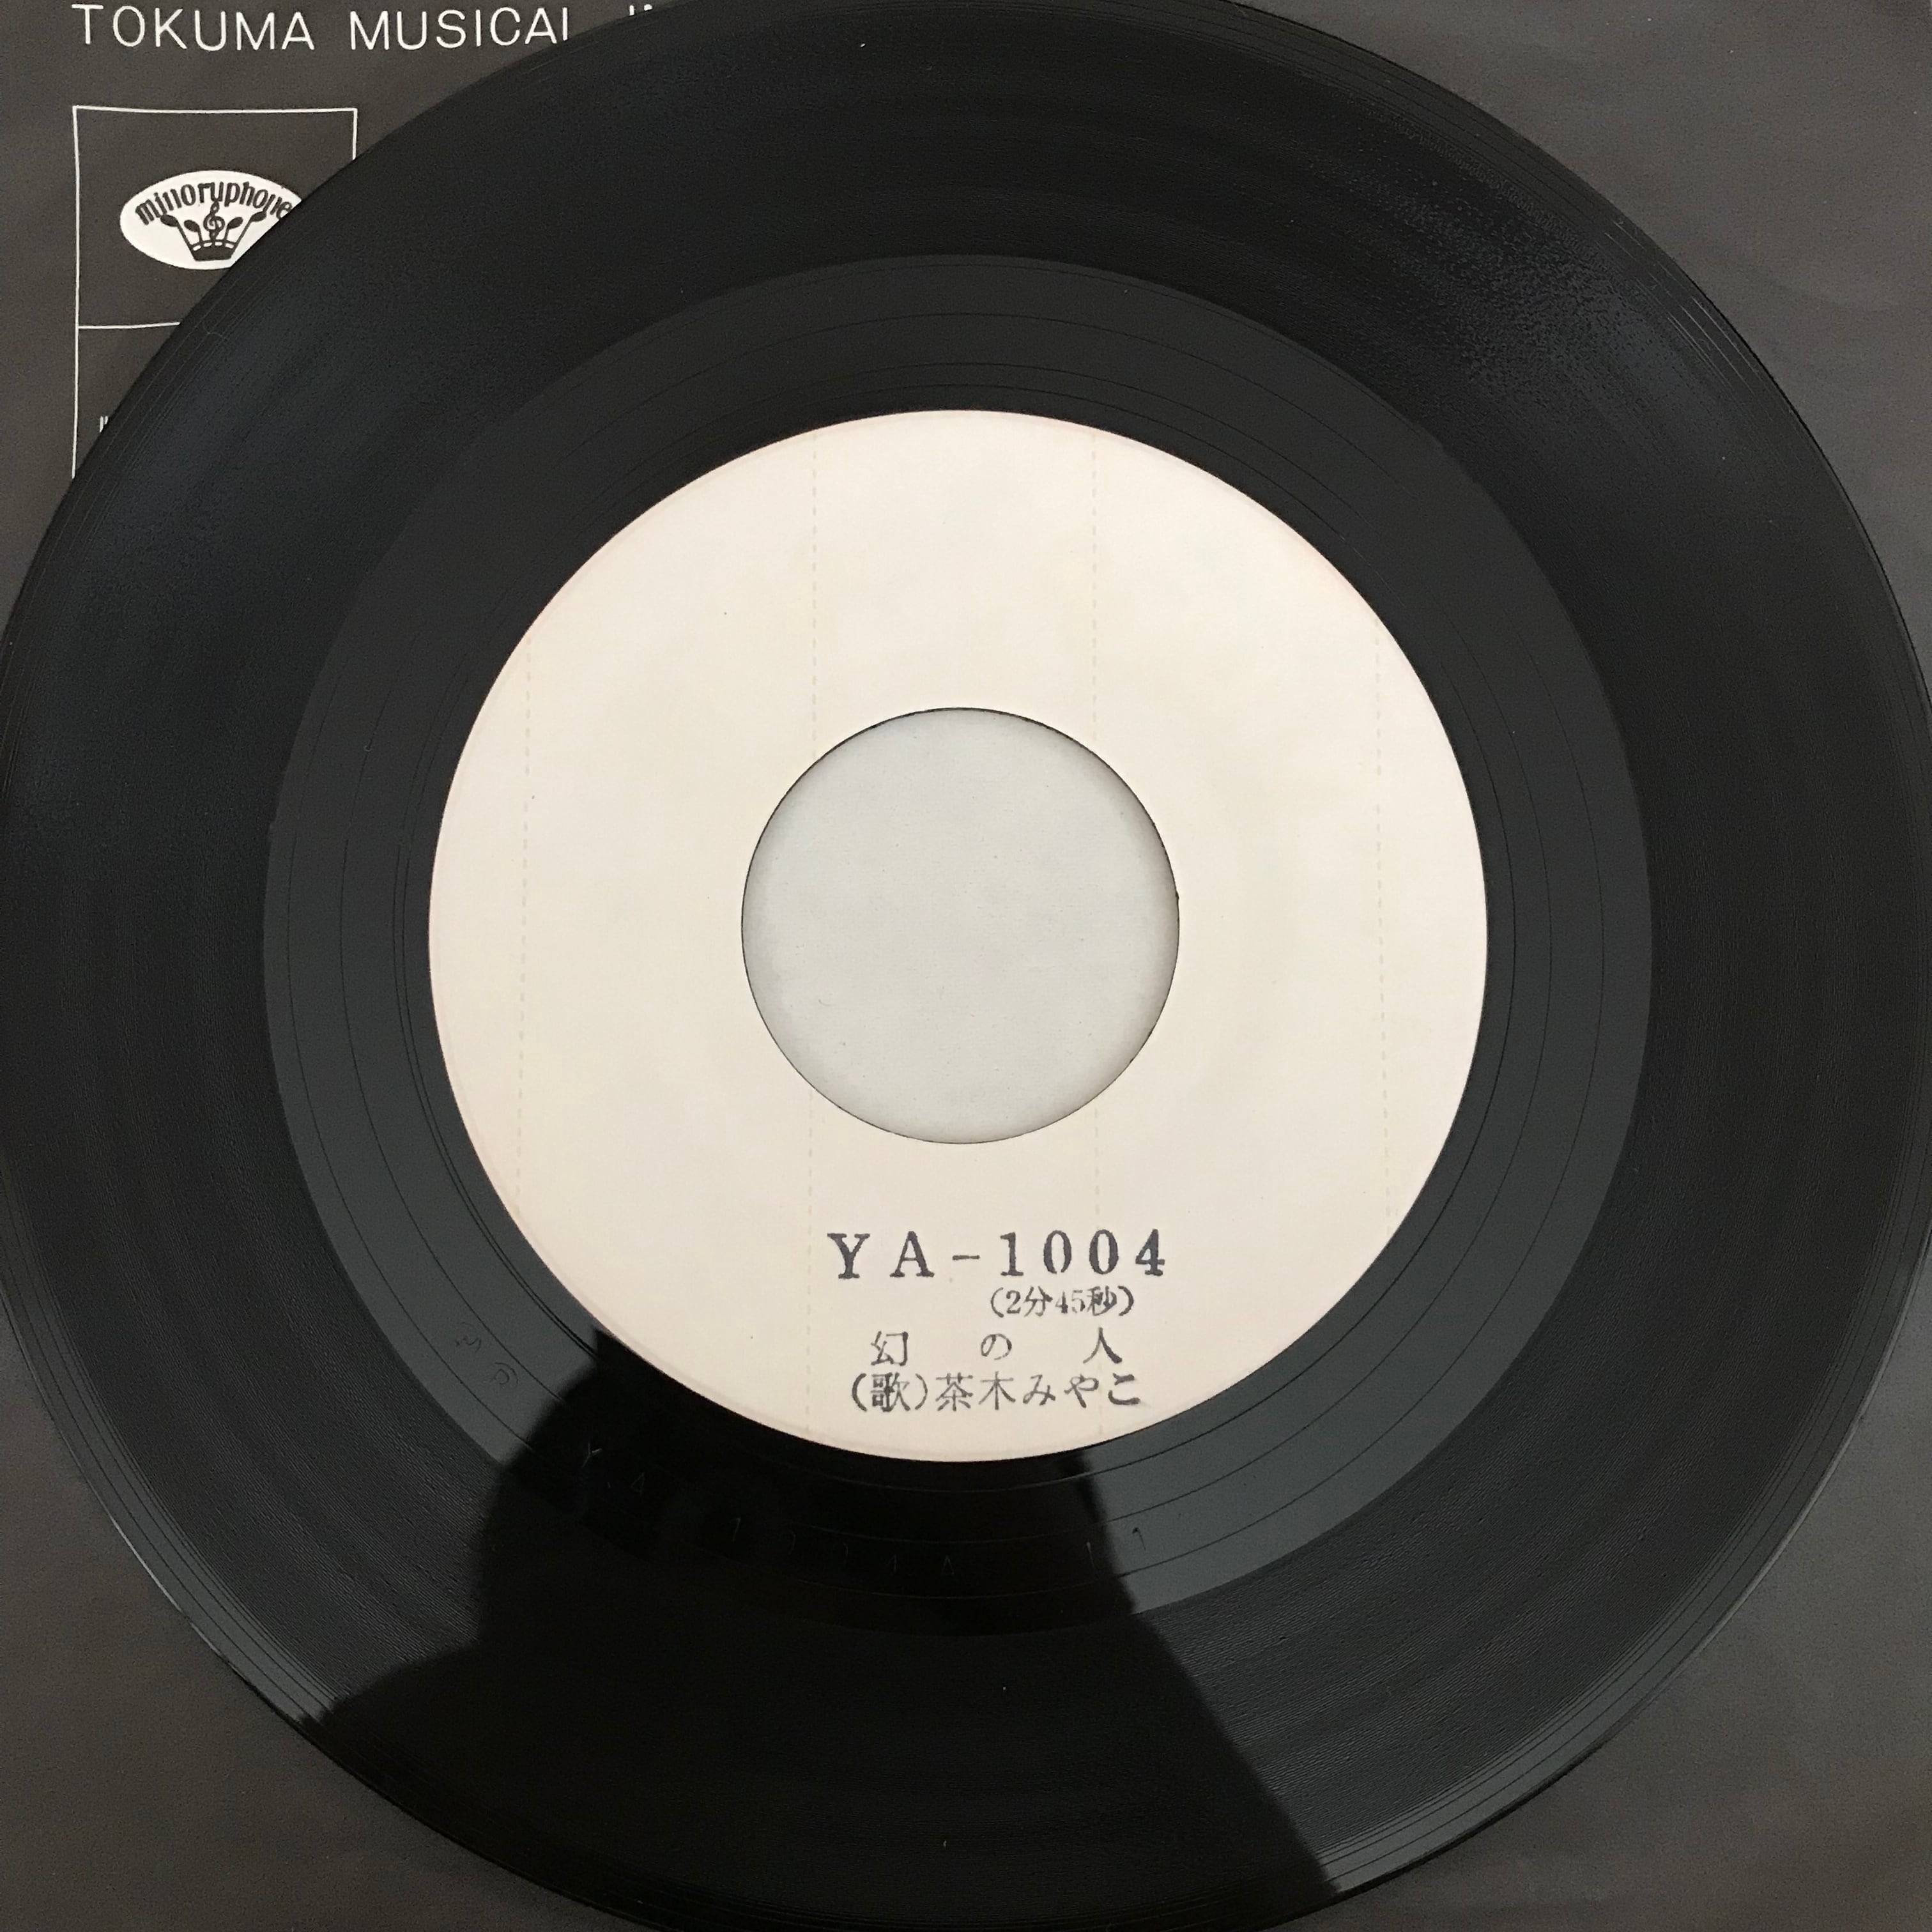 TOKUMA MUSICAL
minoruphone
YA-1004
(2分45秒)
幻の人
(歌)茶木みやこ